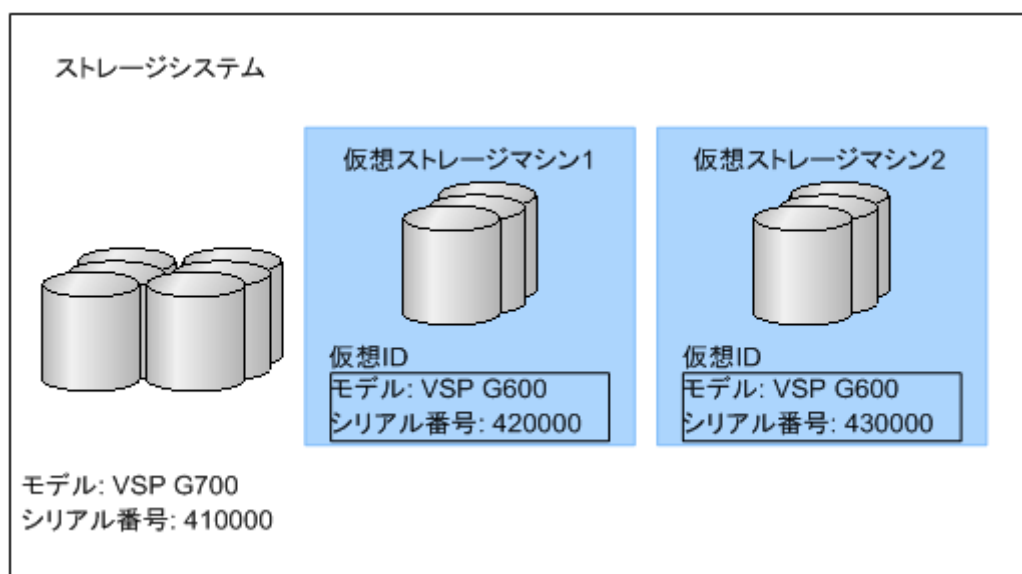 ストレージシステム
仮想ストレージマシン1
仮想ID
モデル: VSP G600
シリアル番号: 420000
仮想ストレージマシン2
仮想ID
モデル: VSP G600
シリアル番号: 430000
モデル: VSP G700
シリアル番号: 410000